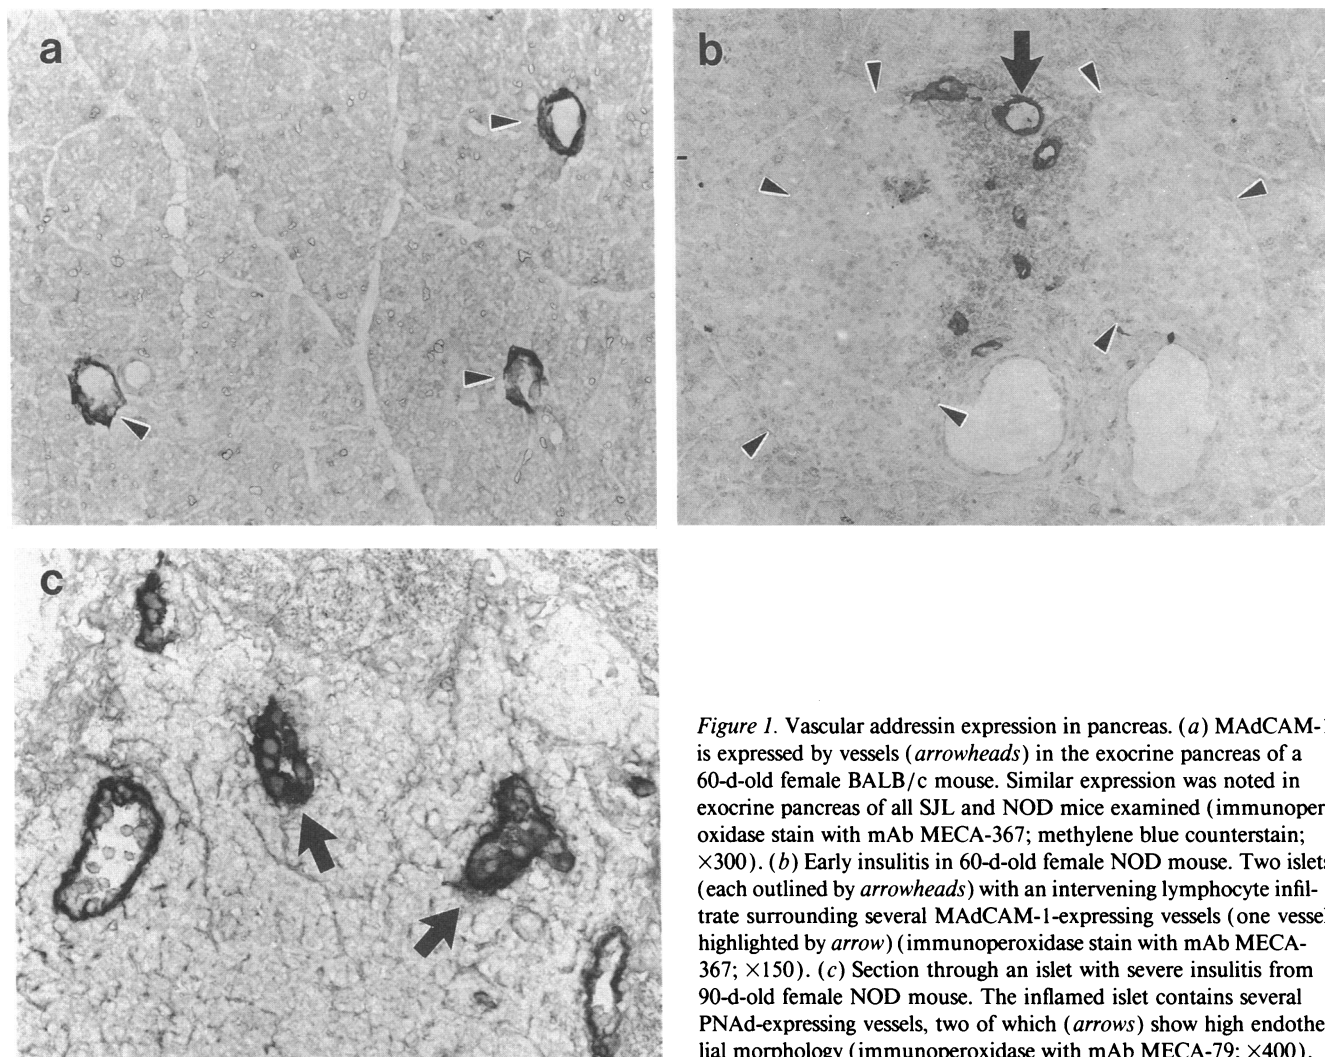 a
b
c
Figure 1. Vascular addressin expression in pancreas. (a) MAdCAM-1
is expressed by vessels (arrowheads) in the exocrine pancreas of a
60-d-old female BALB/c mouse. Similar expression was noted in
exocrine pancreas of all SJL and NOD mice examined (immunoper-
oxidase stain with mAb MECA-367; methylene blue counterstain;
×300). (b) Early insulitis in 60-d-old female NOD mouse. Two islets
(each outlined by arrowheads) with an intervening lymphocyte infil-
trate surrounding several MAdCAM-1-expressing vessels (one vessel
highlighted by arrow) (immunoperoxidase stain with mAb MECA-
367; ×150). (c) Section through an islet with severe insulitis from
90-d-old female NOD mouse. The inflamed islet contains several
PNAd-expressing vessels, two of which (arrows) show high endothe-
lial morphology (immunoperoxidase with mAb MECA-79; ×400).